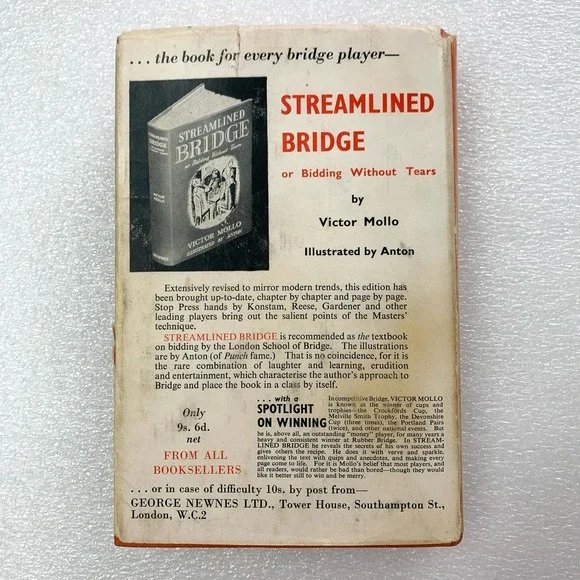 ... the book for every bridge player—
STREAMLINED
BRIDGE
or Bidding Without Tears
VICTOR MOLLO
ILLUSTRATED BY ANTON
STREAMLINED
BRIDGE
or Bidding Without Tears
by
Victor Mollo
Illustrated by Anton
Extensively revised to mirror modern trends, this edition has
been brought up-to-date, chapter by chapter and page by page.
Stop Press hands by Konstam, Reese, Gardener and other
leading players bring out the salient points of the Masters'
technique.
STREAMLINED BRIDGE is recommended as the textbook
on bidding by the London School of Bridge. The illustrations
are by Anton (of Punch fame.) That is no coincidence, for it is
the rare combination of laughter and learning, erudition
and entertainment, which characterise the author's approach to
Bridge and place the book in a class by itself.
Only
9s. 6d.
net
FROM ALL
BOOKSELLERS
... with a
SPOTLIGHT
ON WINNING
In competitive Bridge, VICTOR MOLLO
is known as the winner of cups and
trophies—the Crockfords Cup, the
Melville Smith Trophy, the Devonshire
Cup (three times), the Portland Pairs
(twice), and other national events. But
he is, above all, an outstanding "money" player, for many years a
heavy and consistent winner at Rubber Bridge. In STREAM-
LINED BRIDGE he reveals the secrets of his own success and
gives others the recipe. He does it with verve and sparkle,
enlivening the text with quips and anecdotes, and making every
page come to life. For it is Mollo's belief that most players, and
all readers, would rather be bad than bored—though they would
like it better still to win and be merry.
... or in case of difficulty 10s. by post from—
GEORGE NEWNES LTD., Tower House, Southampton St.,
London, W.C.2